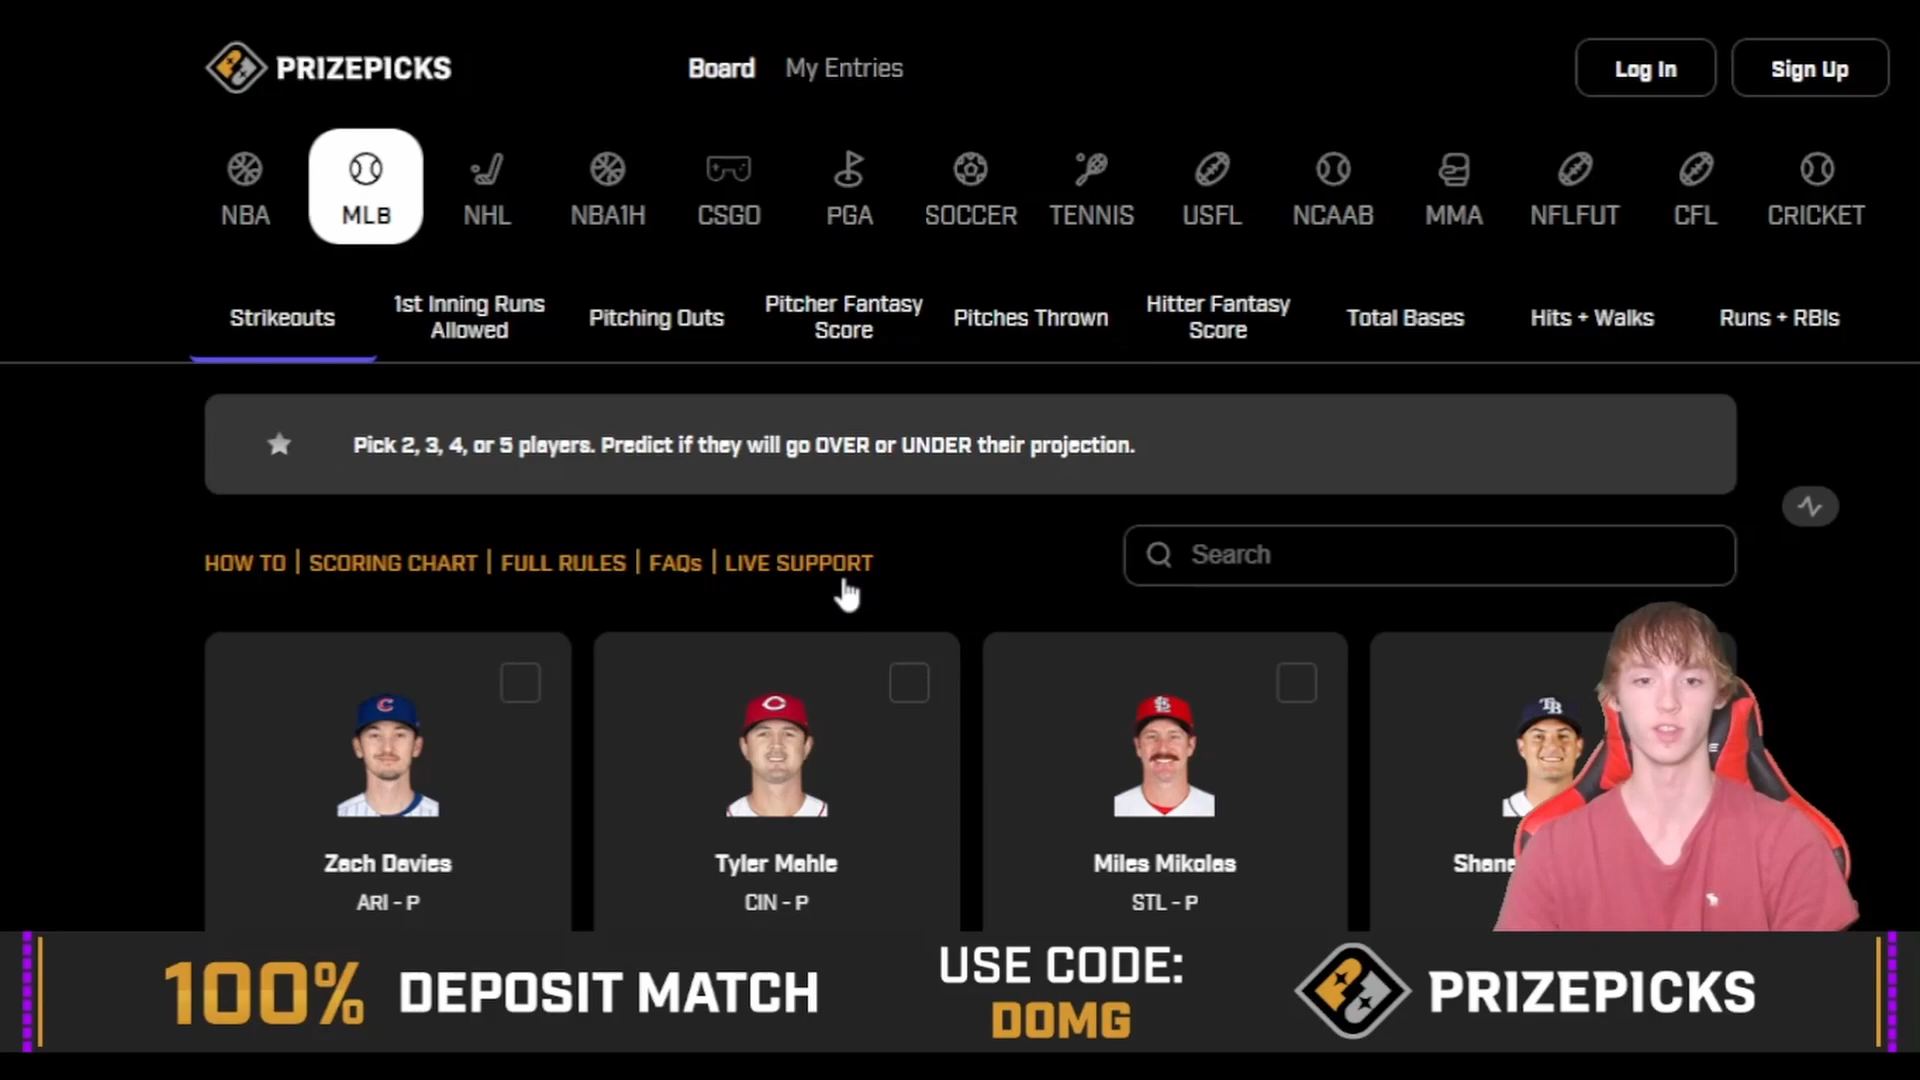 PRIZEPICKS
Board
My Entries
Log In
Sign Up
NBA
MLB
NHL
NBA1H
CSGO
PGA
SOCCER
TENNIS
USFL
NCAAB
MMA
NFLFUT
CFL
CRICKET
Strikeouts
1st Inning Runs
Allowed
Pitching Outs
Pitcher Fantasy
Score
Pitches Thrown
Hitter Fantasy
Score
Total Bases
Hits + Walks
Runs + RBIs
Pick 2, 3, 4, or 5 players. Predict if they will go OVER or UNDER their projection.
HOW TO | SCORING CHART | FULL RULES | FAQs | LIVE SUPPORT
Search
C
C
STL
TB
Zach Davies
Tyler Mahle
Miles Mikolas
Shane
ARI - P
CIN - P
STL - P
100% DEPOSIT MATCH
USE CODE:
DOMG
PRIZEPICKS